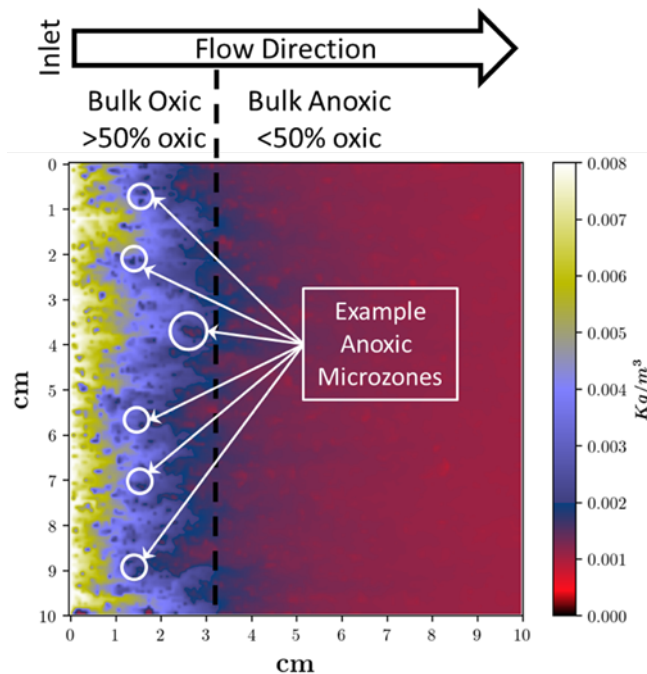 Inlet
Flow Direction
Bulk Oxic
>50% oxic
Bulk Anoxic
<50% oxic
0
1
2
3
4
5
6
7
8
9
10
cm
Example
Anoxic
Microzones
0 1 2 3 4 5 6 7 8 9 10
cm
0.008
0.007
0.006
0.005
0.004
0.003
0.002
0.001
0.000
Kg/m³